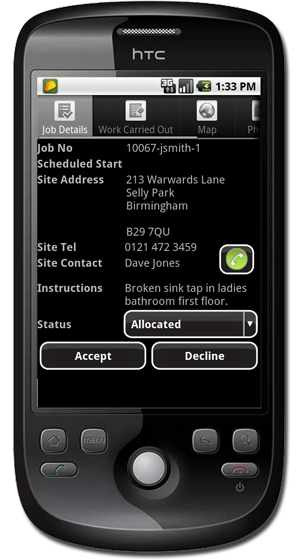 hTC
3G
1:33 PM
Job Details
Work Carried Out
Map
Ph
Job No 10067-jsmith-1
Scheduled Start
Site Address 213 Warwards Lane
Selly Park
Birmingham
B29 7QU
Site Tel 0121 472 3459
Site Contact Dave Jones
Instructions Broken sink tap in ladies
bathroom first floor.
Status Allocated
Accept Decline
menu